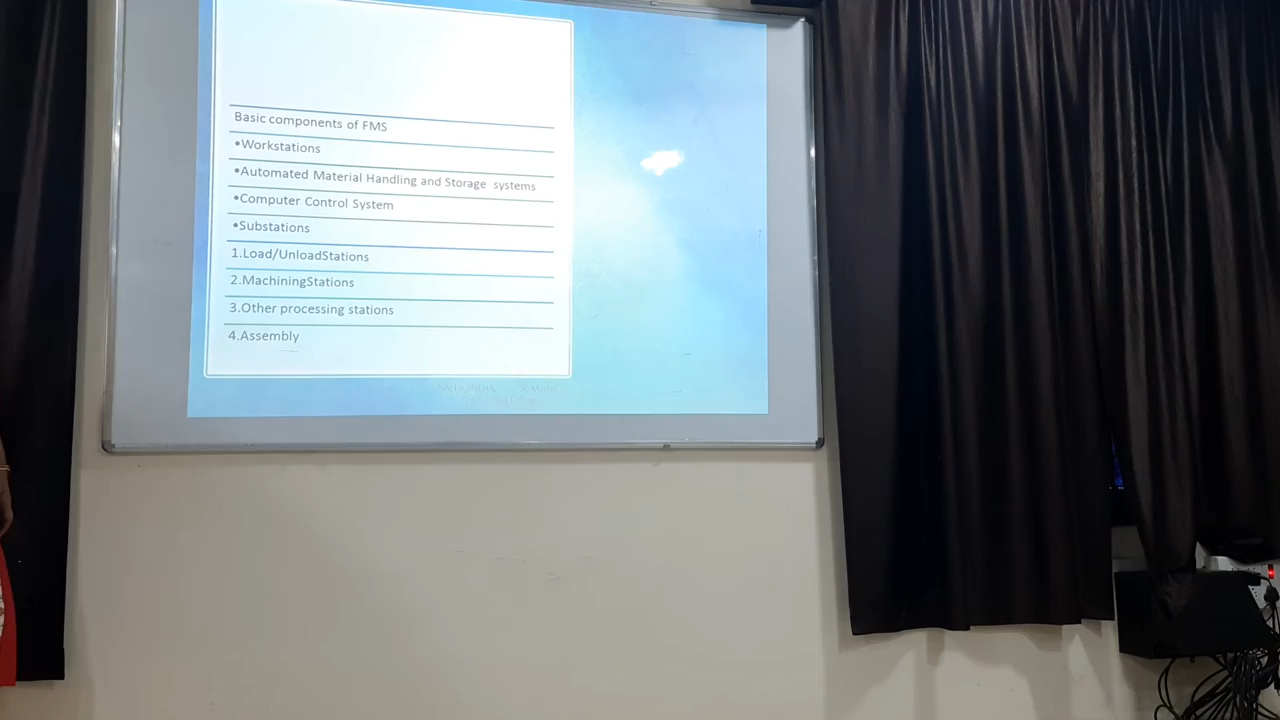 Basic components of FMS
•Workstations
•Automated Material Handling and Storage systems
•Computer Control System
•Substations
1.Load/UnloadStations
2.MachiningStations
3.Other processing stations
4.Assembly